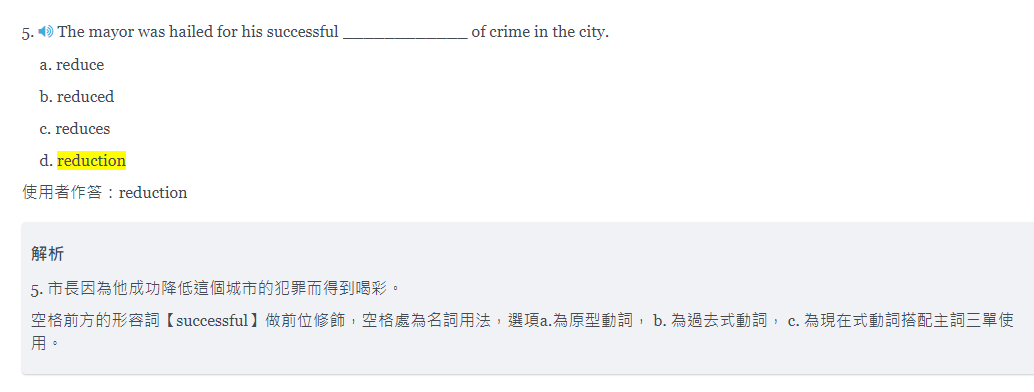 5. The mayor was hailed for his successful _____________ of crime in the city.
a. reduce
b. reduced
c. reduces
d. reduction
使用者作答：reduction
解析
5. 市長因為他成功降低這個城市的犯罪而得到喝彩。
空格前方的形容詞【successful】做前位修飾，空格處為名詞用法，選項a.為原型動詞， b. 為過去式動詞， c. 為現在式動詞搭配主詞三單使
用。